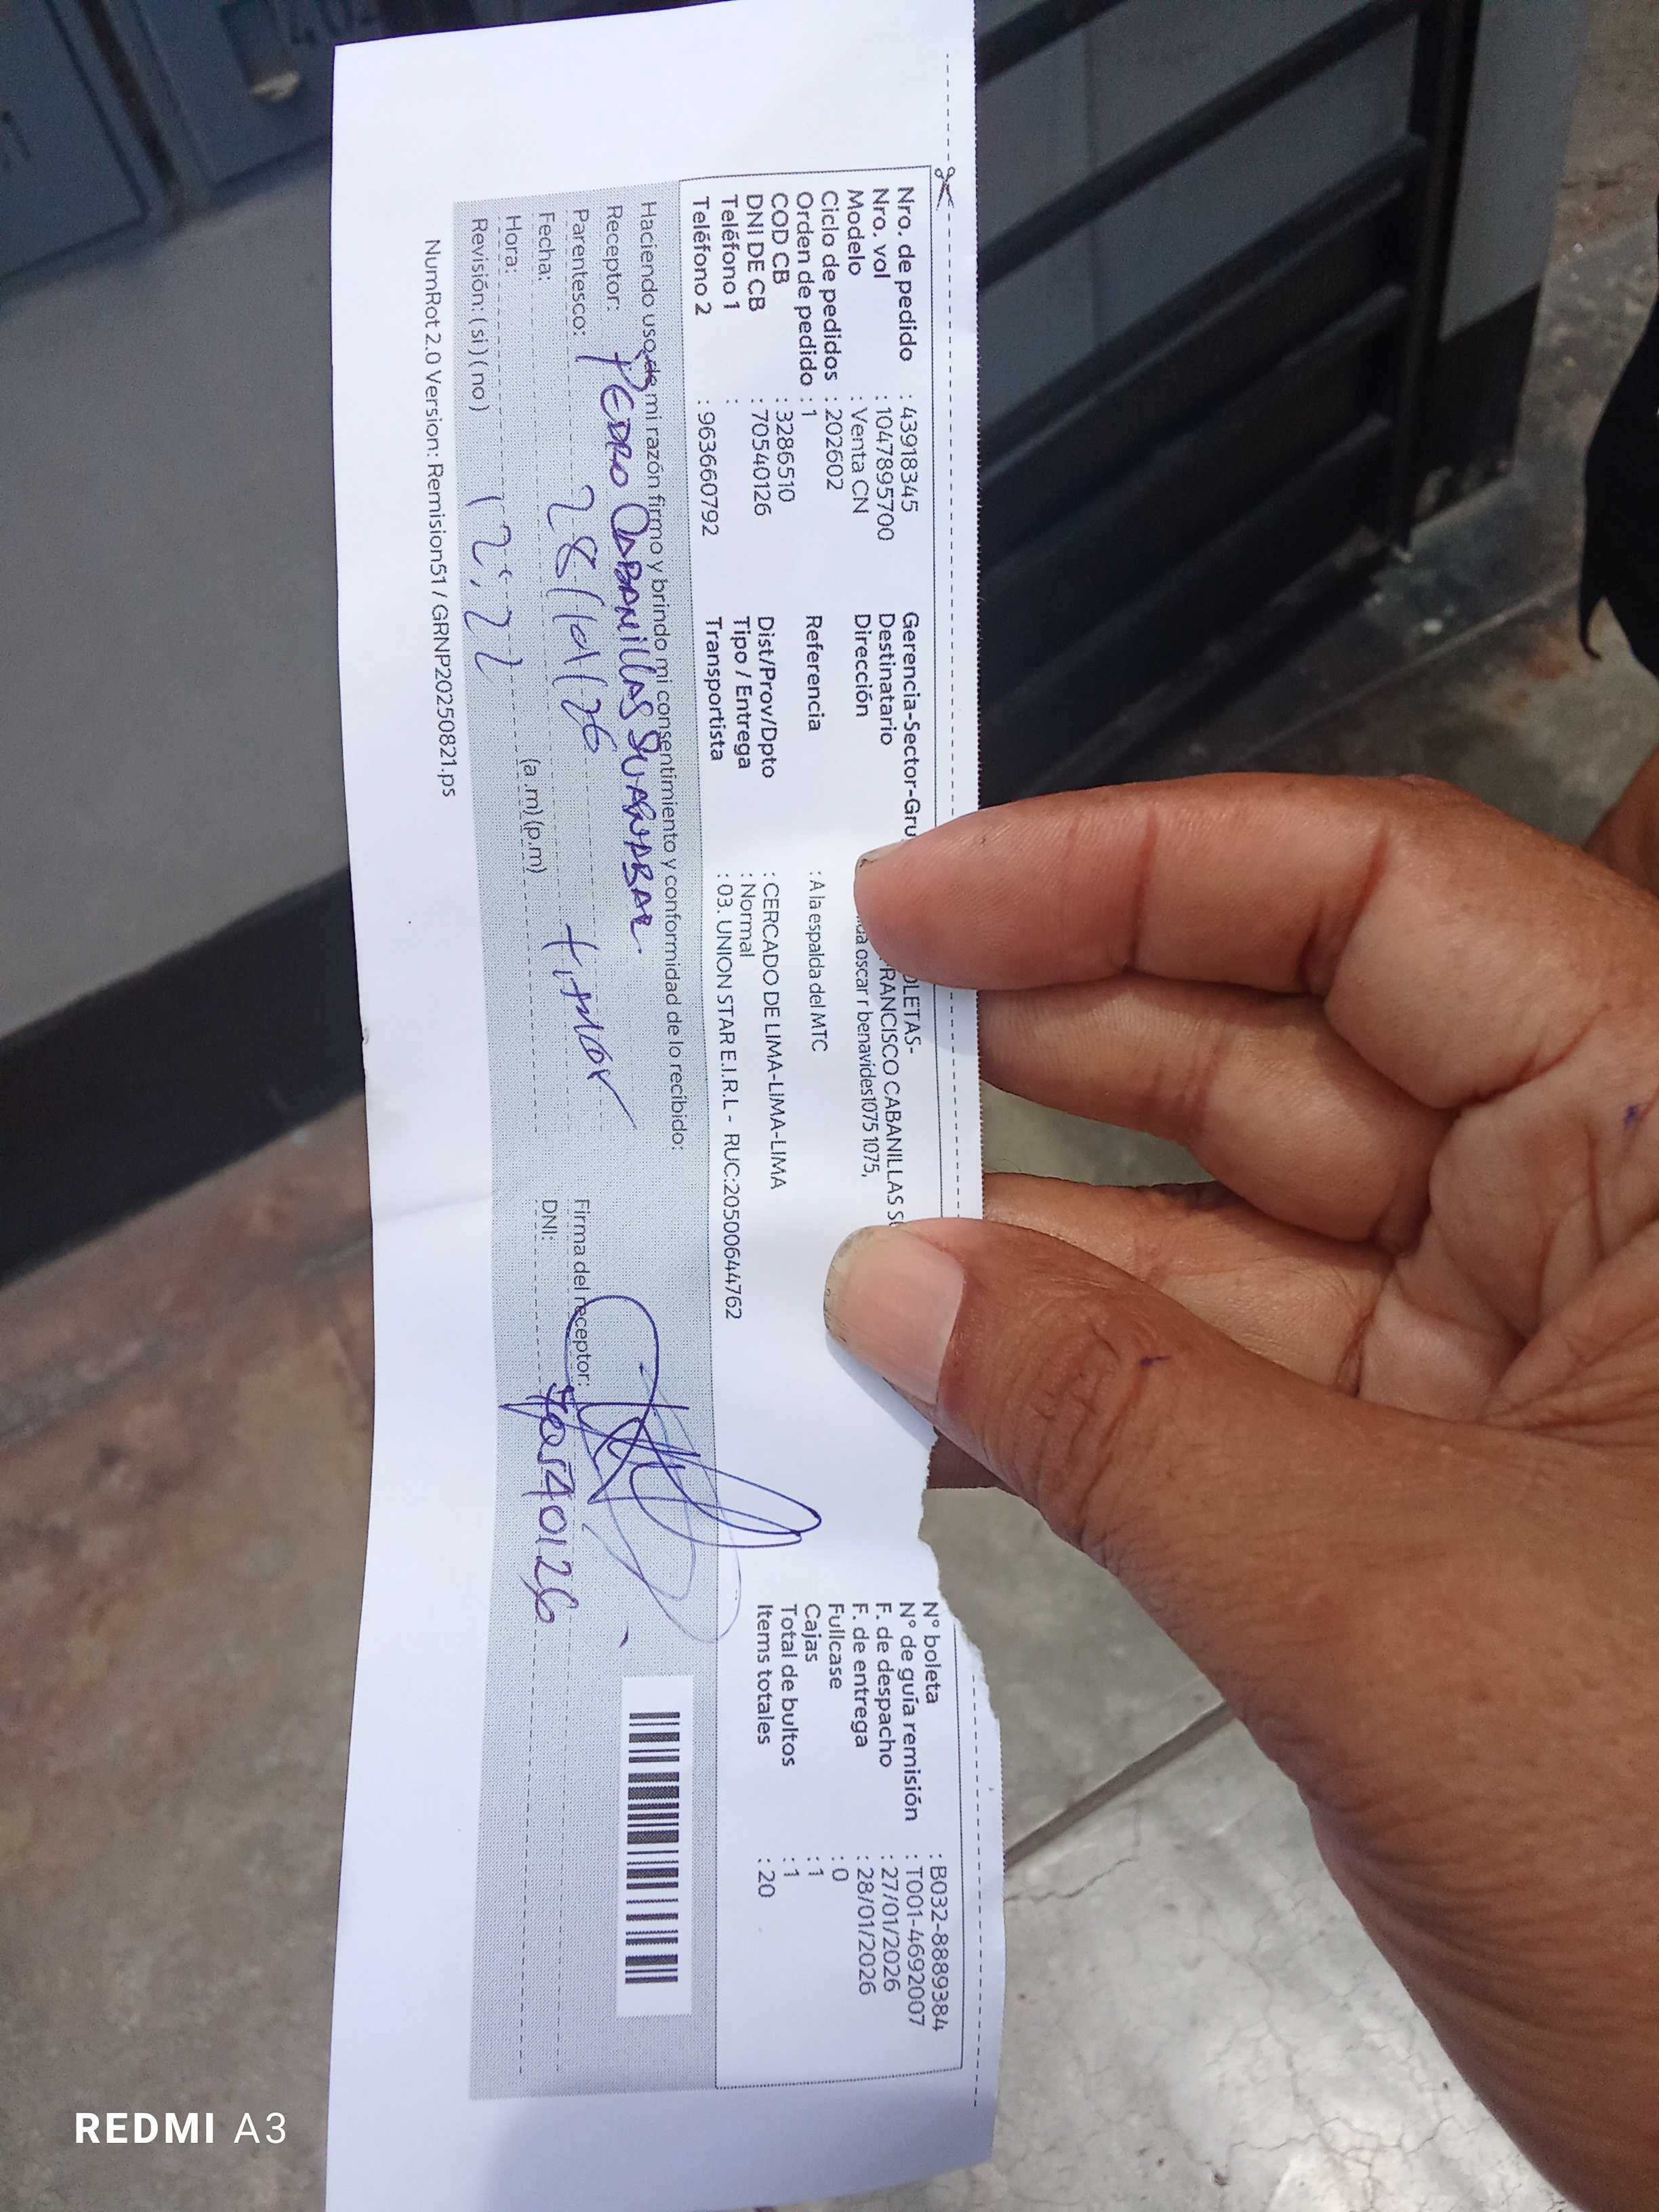 Nro. de pedido : 43918345
Nro. vol : 1047895700
Modelo : Venta CN
Ciclo de pedidos : 202602
Orden de pedido : 1
COD CB : 3286510
DNI DE CB : 70540126
Teléfono 1 :
Teléfono 2 : 963660792
Gerencia-Sector-Gru OLETAS-
Destinatario FRANCISCO CABANILLAS
Dirección oscar r benavides1075 1075,
Referencia : A la espalda del MTC
Dist/Prov/Dpto : CERCADO DE LIMA-LIMA-LIMA
Tipo / Entrega : Normal
Transportista : 03. UNION STAR E.I.R.L - RUC:20500644762
N° boleta : B032-8889384
N° de guía remisión : T001-4692007
F. de despacho : 27/01/2026
F. de entrega : 28/01/2026
Fullcase : 0
Cajas : 1
Total de bultos : 1
Items totales : 20
Haciendo uso de mi razón firmo y brindo mi consentimiento y conformidad de lo recibido:
Receptor: PEDRO CABANILLAS
Parentesco: titular
Fecha: 28/01/26
Hora: 12:22 (a.m) (p.m)
Revisión: ( si ) ( no )
Firma del receptor:
DNI: 70540126
NumRot 2.0 Version: Remision51 / GRNP20250821.ps
REDMI A3